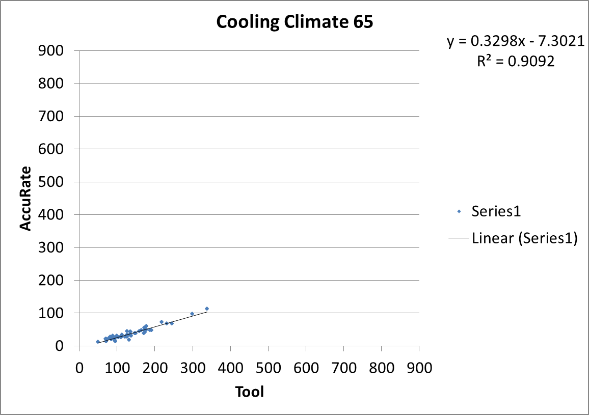 Cooling Climate 65
y = 0.3298x - 7.3021
R² = 0.9092
900
800
700
600
500
400
300
200
100
0
AccuRate
0 100 200 300 400 500 600 700 800 900
Tool
Series1
Linear (Series1)